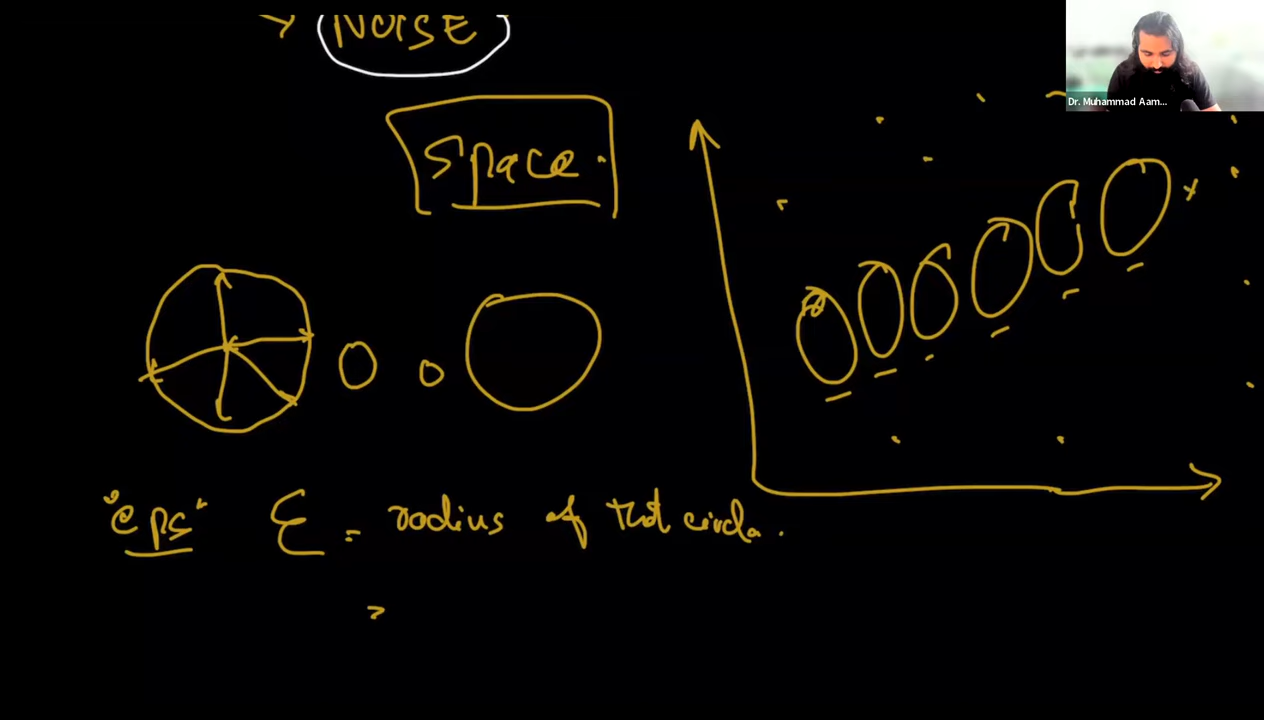 → NOISE
Space.
Dr. Muhammad Aam...
"eps" Ɛ = radius of that circle.